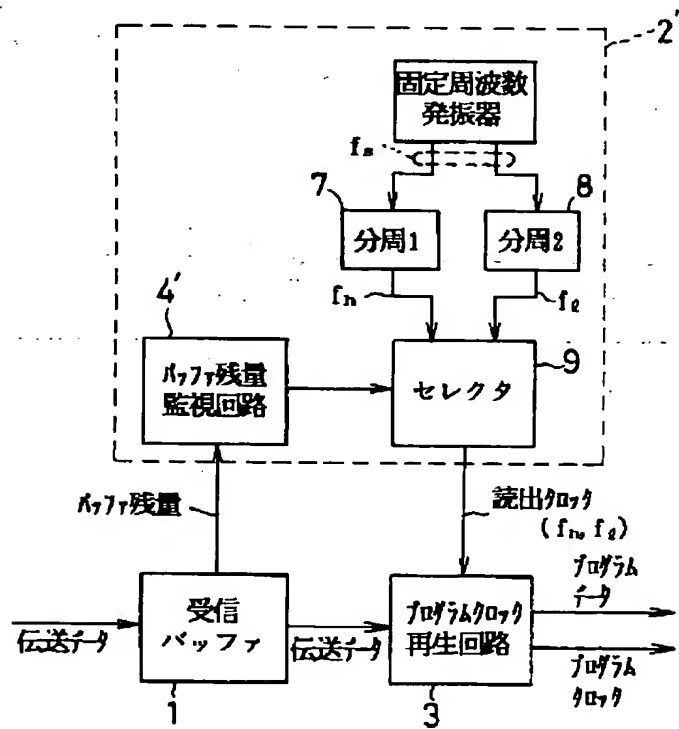 2'
固定周波数
発振器
fs
7
8
分周1
分周2
fh
fℓ
4'
バッファ残量
監視回路
セレクタ
9
バッファ残量
読出クロック
(fh, fℓ)
プログラム
データ
受信
バッファ
プログラムクロック
再生回路
伝送データ
伝送データ
プログラム
クロック
1
3